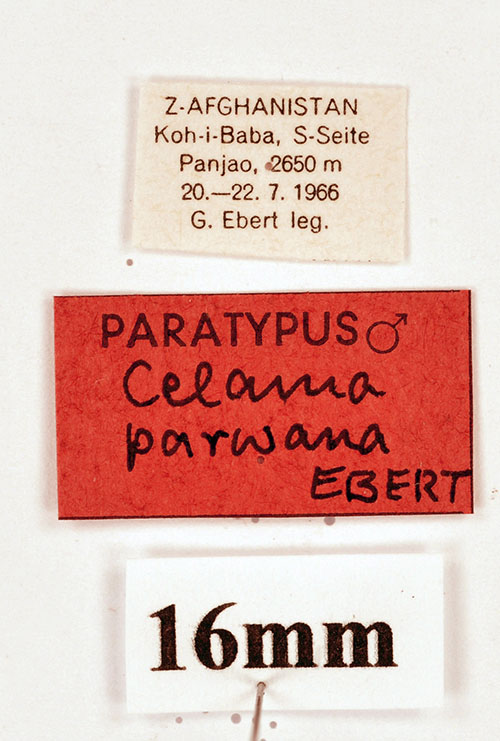 Z-AFGHANISTAN
Koh-i-Baba, S-Seite
Panjao, 2650 m
20.—22. 7. 1966
G. Ebert leg.
PARATYPUS ♂
Celama
parwana
EBERT
16mm